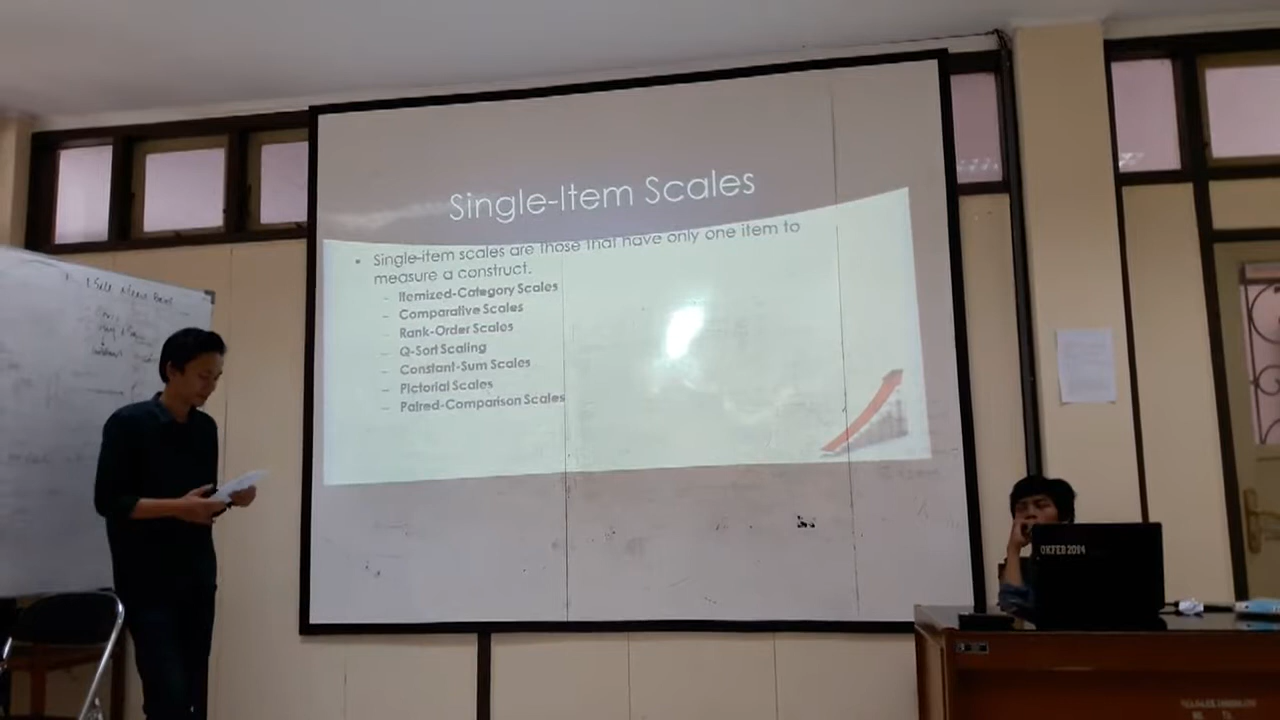 Single-Item Scales
• Single-item scales are those that have only one item to
measure a construct.
– Itemized-Category Scales
– Comparative Scales
– Rank-Order Scales
– Q-Sort Scaling
– Constant-Sum Scales
– Pictorial Scales
– Paired-Comparison Scales
OKFEB 2014